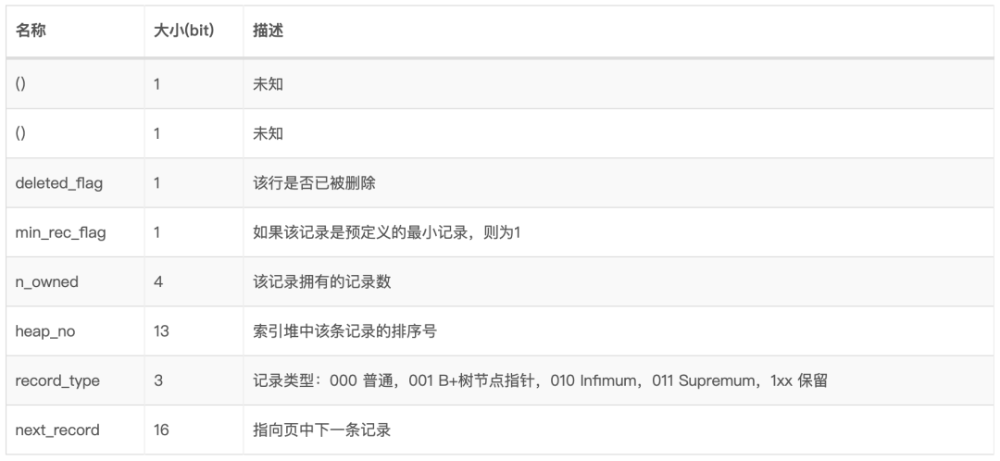 名称 大小(bit) 描述
() 1 未知
() 1 未知
deleted_flag 1 该行是否已被删除
min_rec_flag 1 如果该记录是预定义的最小记录，则为1
n_owned 4 该记录拥有的记录数
heap_no 13 索引堆中该条记录的排序号
record_type 3 记录类型：000 普通，001 B+树节点指针，010 Infimum，011 Supremum，1xx 保留
next_record 16 指向页中下一条记录